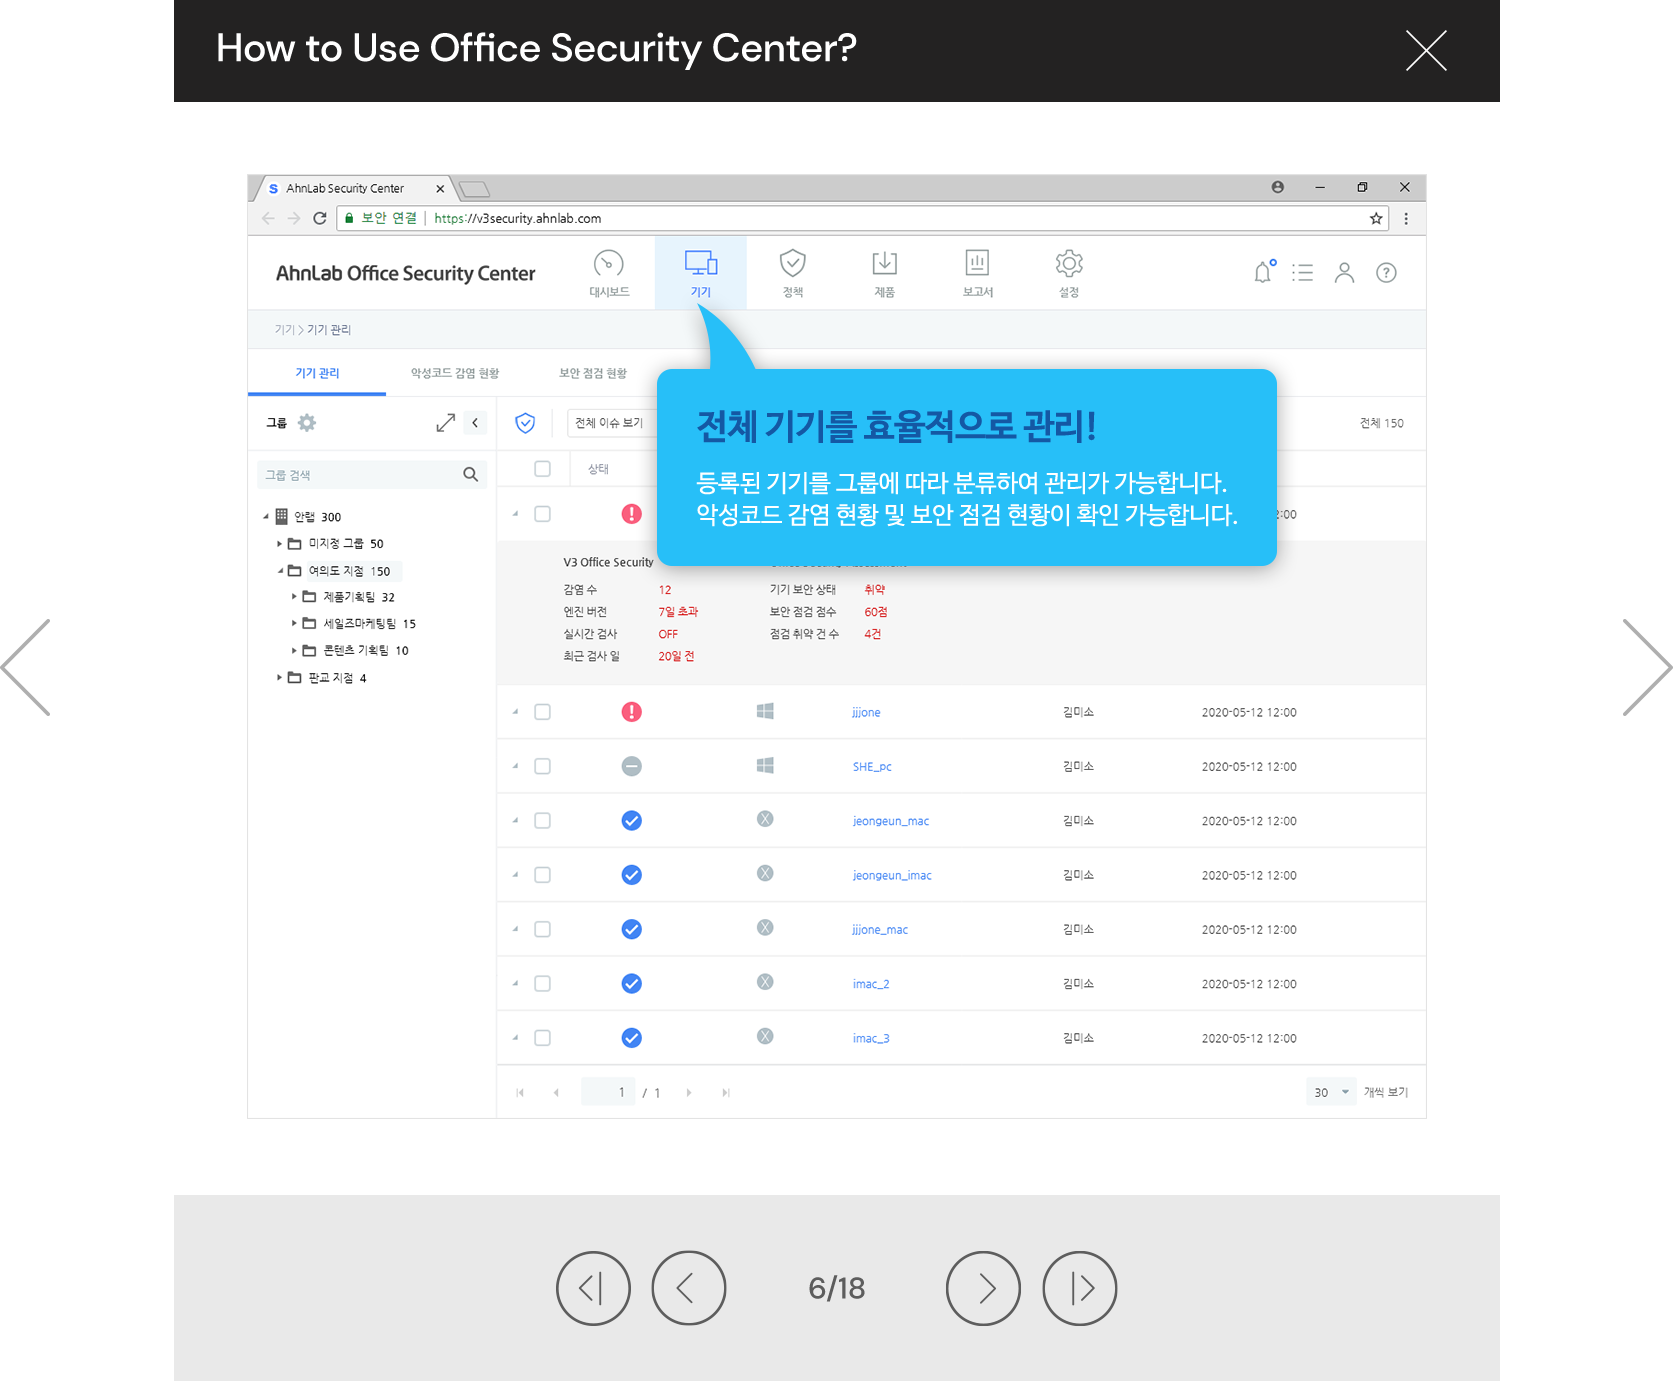 How to Use Office Security Center?
AhnLab Security Center
보안 연결 | https://v3security.ahnlab.com
AhnLab Office Security Center
대시보드
기기
정책
제품
보고서
설정
기기 > 기기 관리
기기 관리
악성코드 감염 현황
보안 점검 현황
전체 기기를 효율적으로 관리!
등록된 기기를 그룹에 따라 분류하여 관리가 가능합니다.
악성코드 감염 현황 및 보안 점검 현황이 확인 가능합니다.
그룹
전체 이슈 보기
전체 150
그룹 검색
상태
안랩 300
미지정 그룹 50
여의도 지점 150
제품기획팀 32
세일즈마케팅팀 15
콘텐츠 기획팀 10
판교 지점 4
:00
V3 Office Security
감염 수 12
엔진 버전 7일 초과
실시간 검사 OFF
최근 검사 일 20일 전
기기 보안 상태 취약
보안 점검 점수 60점
점검 취약 건 수 4건
jjjone 김미소 2020-05-12 12:00
SHE_pc 김미소 2020-05-12 12:00
jeongeun_mac 김미소 2020-05-12 12:00
jeongeun_imac 김미소 2020-05-12 12:00
jjjone_mac 김미소 2020-05-12 12:00
imac_2 김미소 2020-05-12 12:00
imac_3 김미소 2020-05-12 12:00
1 / 1
30 개씩 보기
6/18